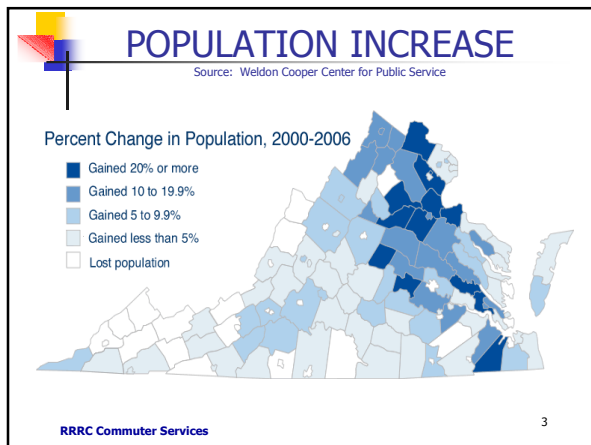 POPULATION INCREASE
Source: Weldon Cooper Center for Public Service
Percent Change in Population, 2000-2006
Gained 20% or more
Gained 10 to 19.9%
Gained 5 to 9.9%
Gained less than 5%
Lost population
RRRC Commuter Services
3